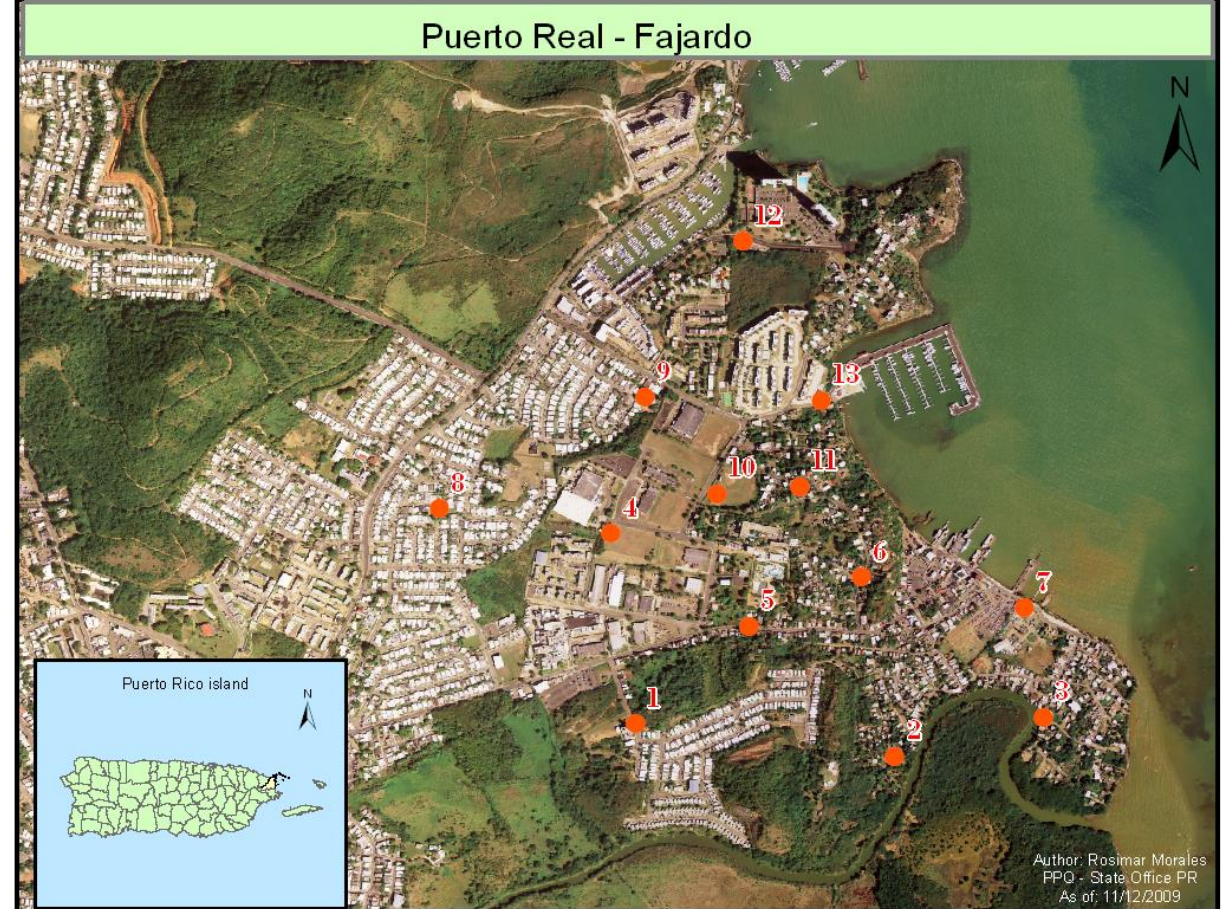 Puerto Real - Fajardo
N
12
9
13
10
11
8
4
6
7
5
1
3
2
Puerto Rico island
N
Author: Rosimar Morales
PPQ - State Office PR
As of: 11/12/2009